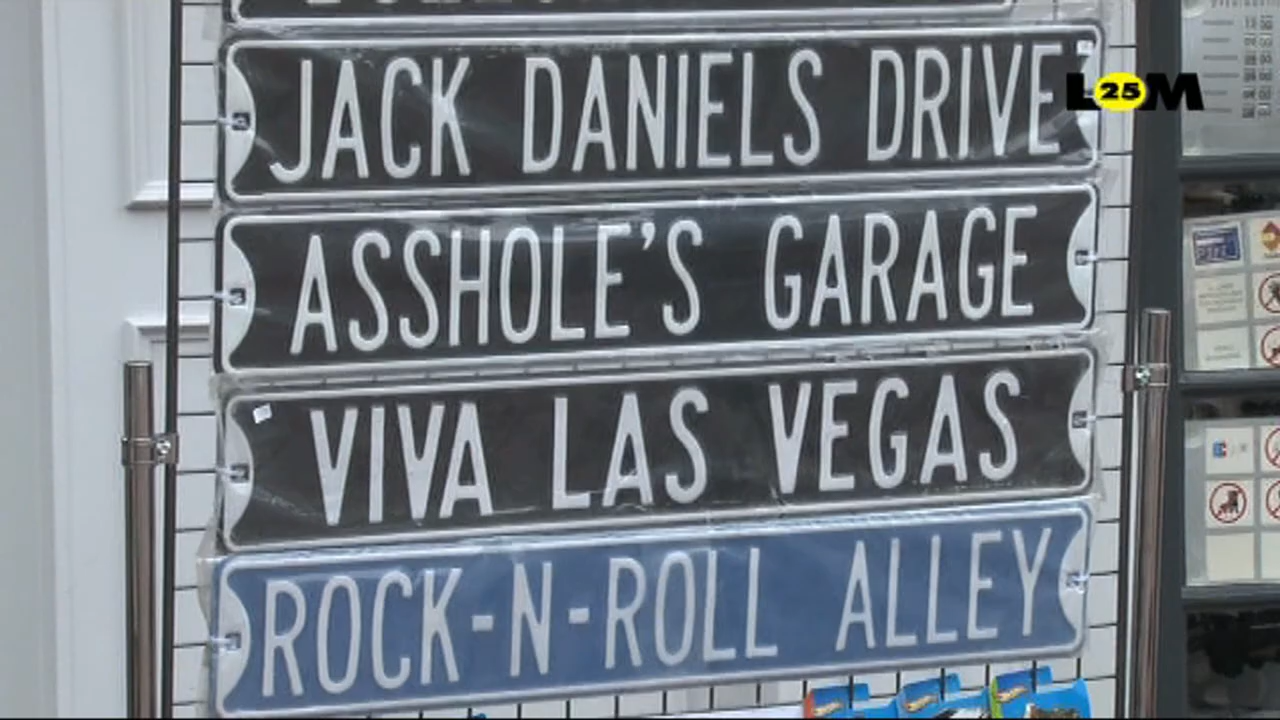 JACK DANIELS DRIVE
L25M
ASSHOLE'S GARAGE
VIVA LAS VEGAS
ROCK-N-ROLL ALLEY